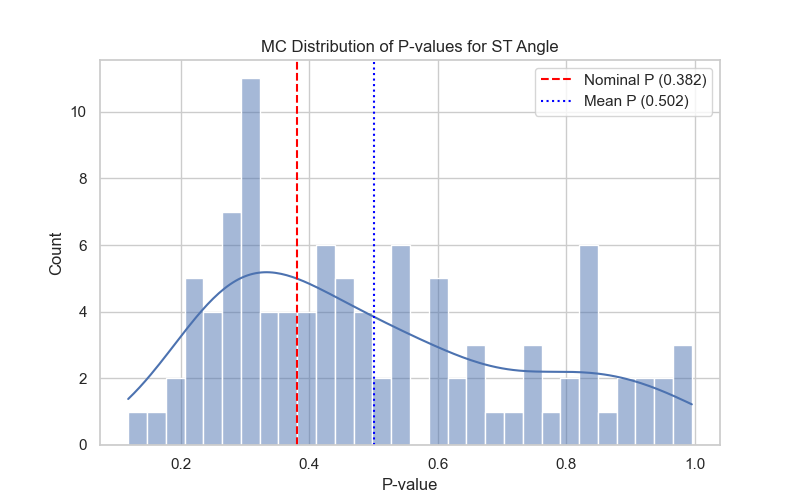 MC Distribution of P-values for ST Angle
Nominal P (0.382)
Mean P (0.502)
Count
10
8
6
4
2
0
0.2 0.4 0.6 0.8 1.0
P-value